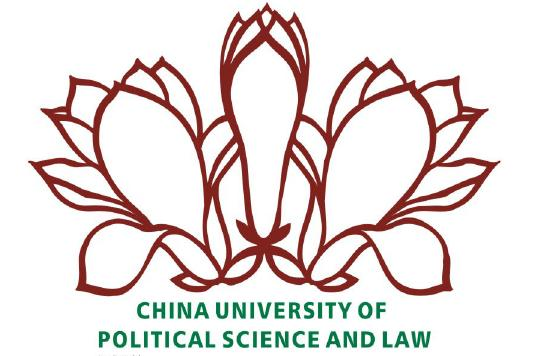 CHINA UNIVERSITY OF
POLITICAL SCIENCE AND LAW